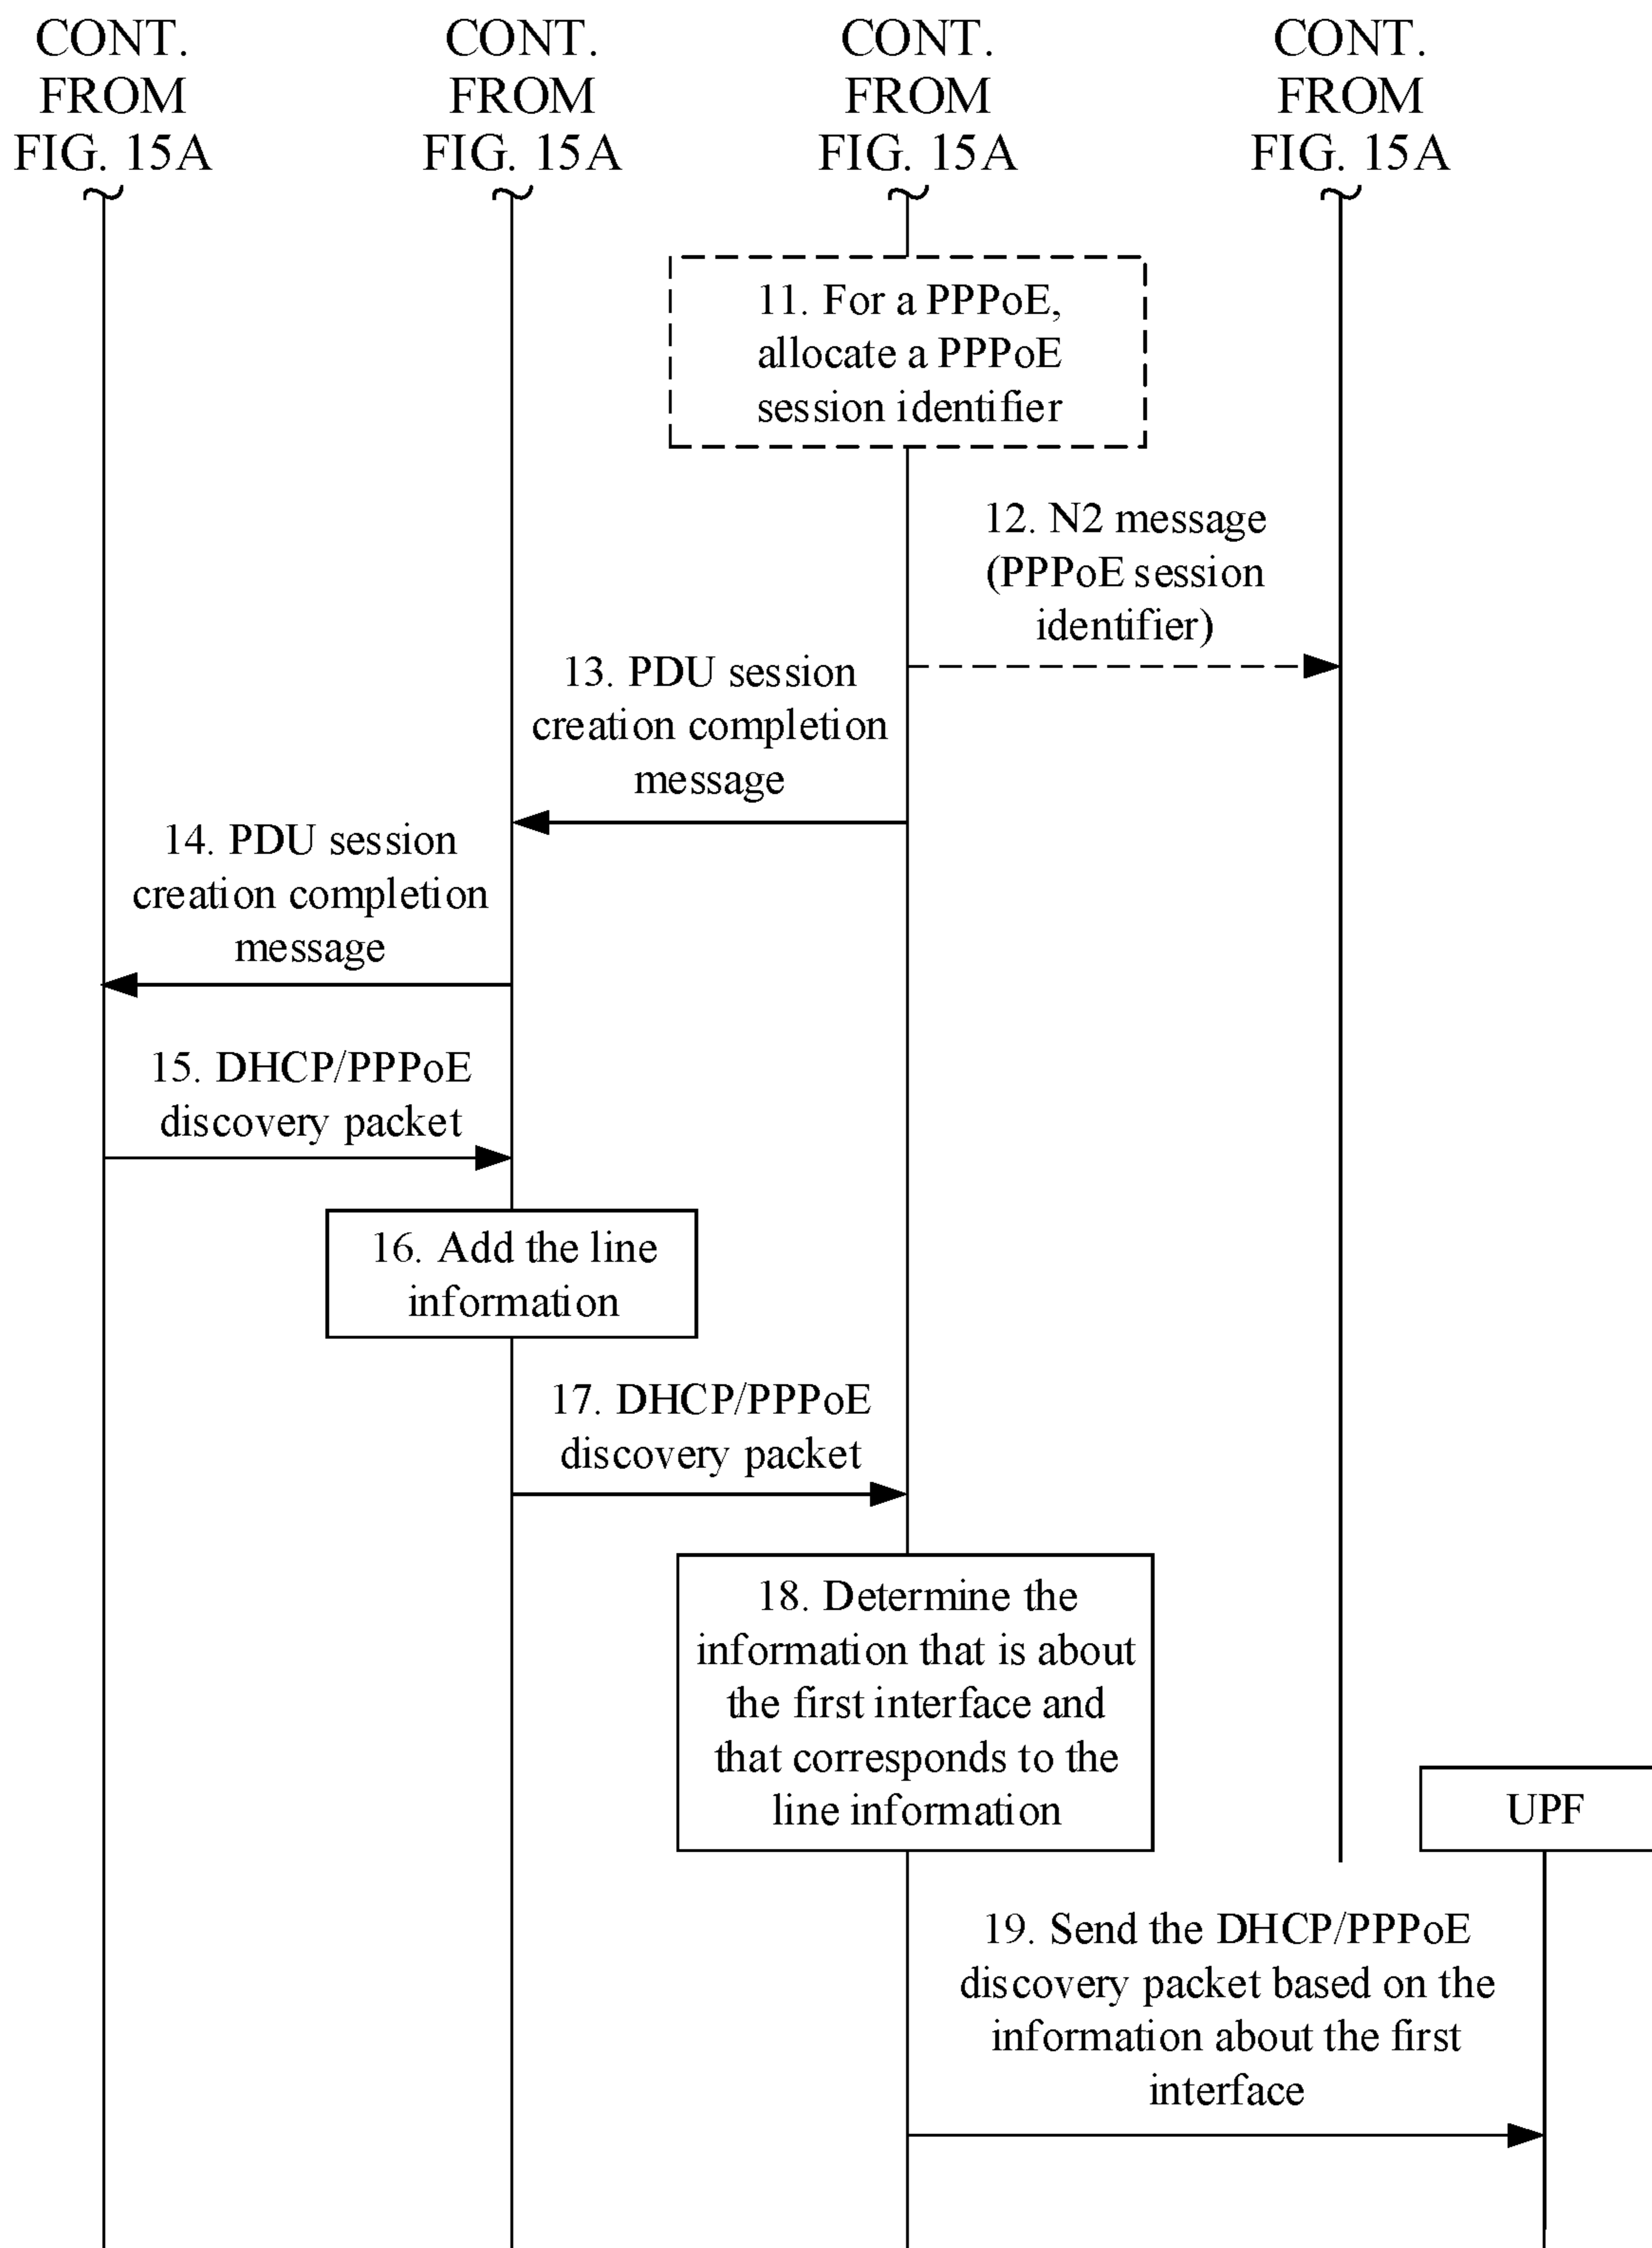 CONT.
FROM
FIG. 15A
CONT.
FROM
FIG. 15A
CONT.
FROM
FIG. 15A
CONT.
FROM
FIG. 15A
11. For a PPPoE,
allocate a PPPoE
session identifier
12. N2 message
(PPPoE session
identifier)
13. PDU session
creation completion
message
14. PDU session
creation completion
message
15. DHCP/PPPoE
discovery packet
16. Add the line
information
17. DHCP/PPPoE
discovery packet
18. Determine the
information that is about
the first interface and
that corresponds to the
line information
UPF
19. Send the DHCP/PPPoE
discovery packet based on the
information about the first
interface